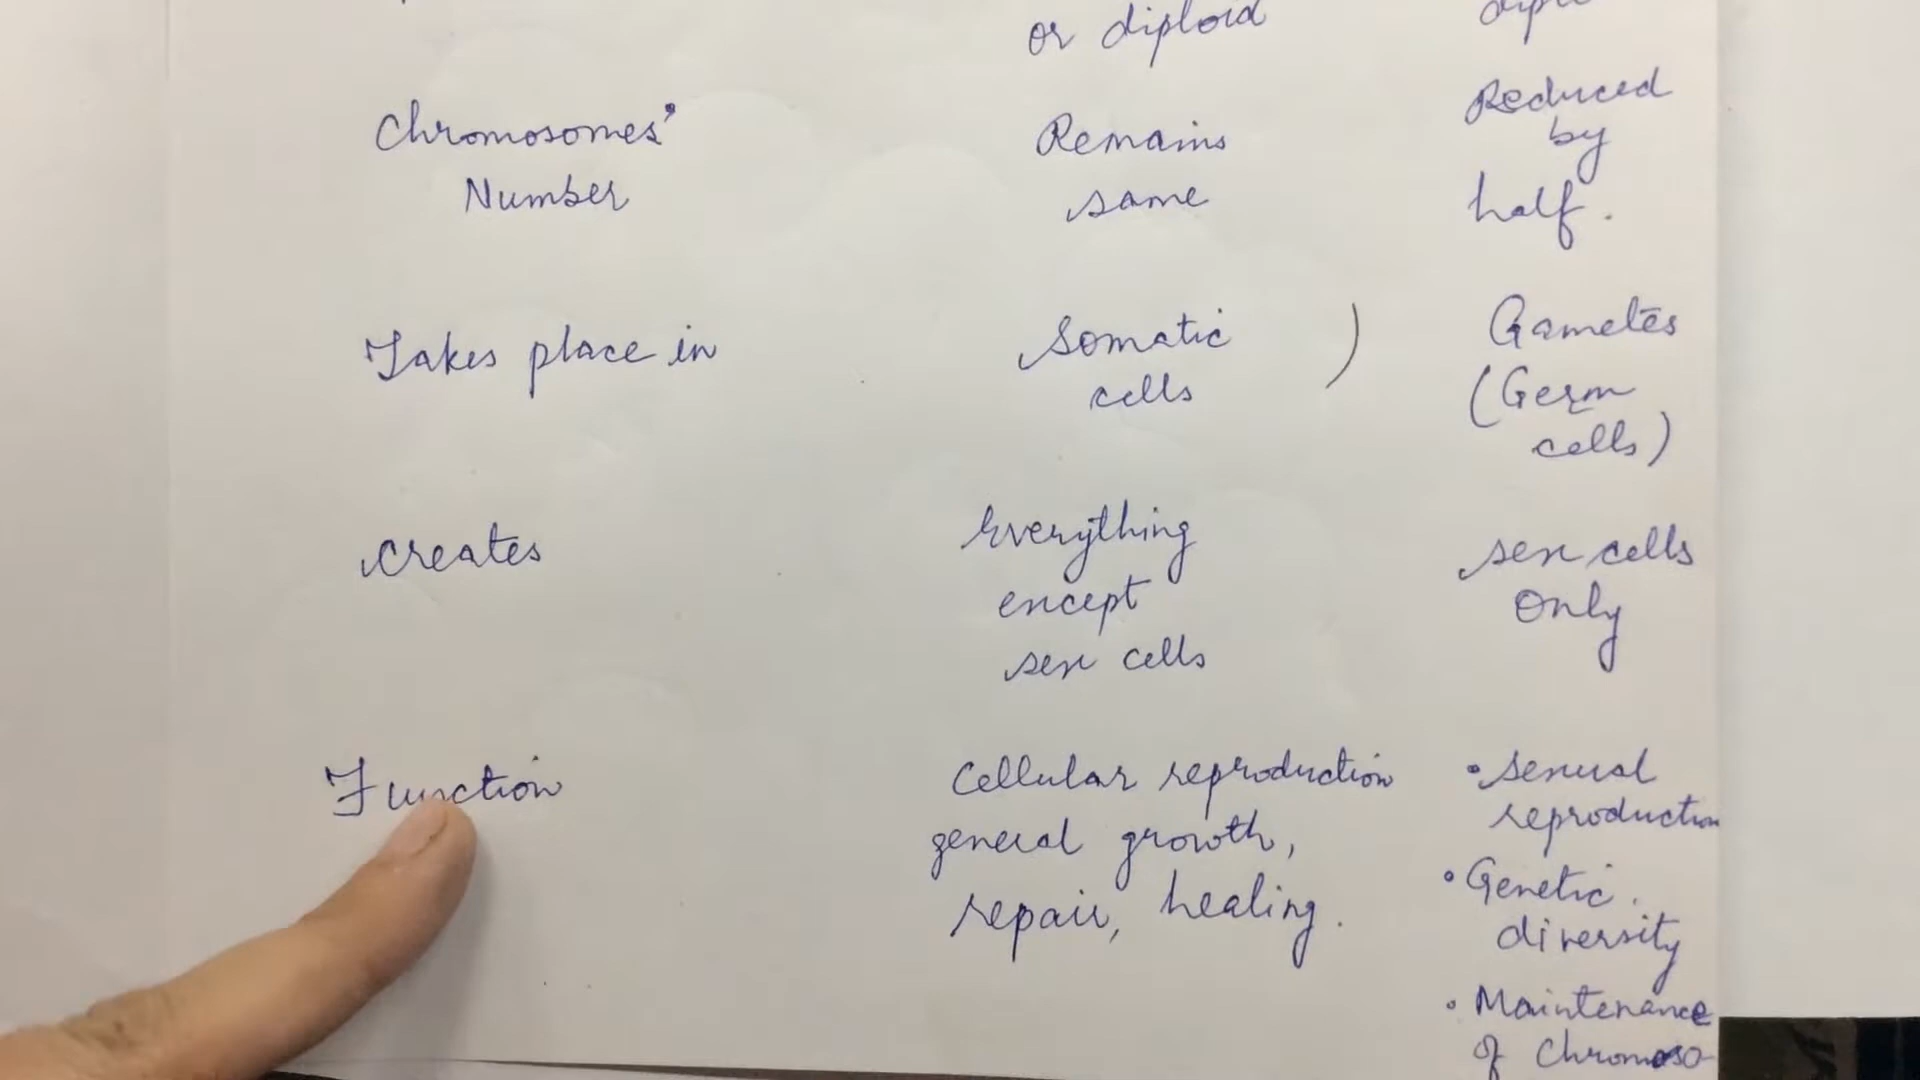 or diploid
Chromosomes'
Number
Remains
same
Reduced
by
half.
Takes place in
Somatic
cells
)
Gametes
(Germ
cells)
creates
Everything
except
sex cells
sex cells
Only
Function
Cellular reproduction
general growth,
repair, healing.
• sexual
reproduction
• Genetic
diversity
• Maintenance
of Chromoso-